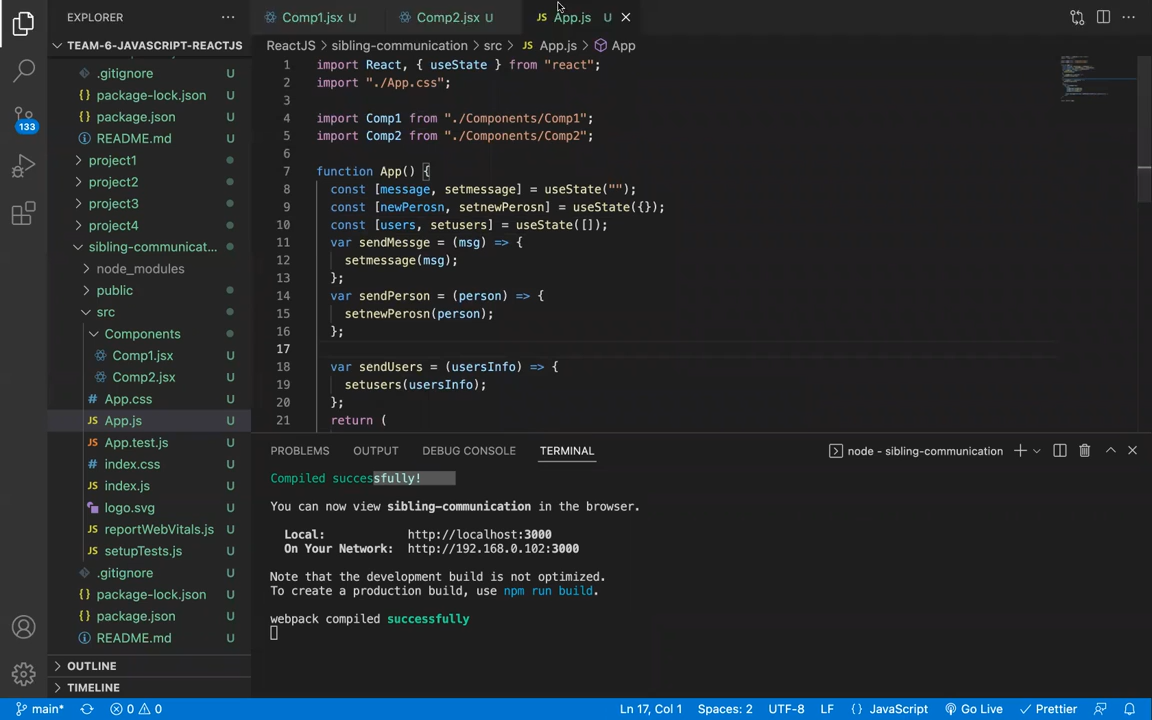 EXPLORER
TEAM-6-JAVASCRIPT-REACTJS
.gitignore U
package-lock.json U
package.json U
README.md U
project1
project2
project3
project4
sibling-communicat...
node_modules
public
src
Components
Comp1.jsx U
Comp2.jsx U
App.css U
App.js U
App.test.js U
index.css U
index.js U
logo.svg U
reportWebVitals.js U
setupTests.js U
.gitignore U
package-lock.json U
package.json U
README.md U
OUTLINE
TIMELINE
133
Comp1.jsx U Comp2.jsx U JS App.js U
ReactJS > sibling-communication > src > JS App.js > App
1 import React, { useState } from "react";
2 import "./App.css";
3
4 import Comp1 from "./Components/Comp1";
5 import Comp2 from "./Components/Comp2";
6
7 function App() {
8 const [message, setmessage] = useState("");
9 const [newPerosn, setnewPerosn] = useState({});
10 const [users, setusers] = useState([]);
11 var sendMessge = (msg) => {
12 setmessage(msg);
13 };
14 var sendPerson = (person) => {
15 setnewPerosn(person);
16 };
17
18 var sendUsers = (usersInfo) => {
19 setusers(usersInfo);
20 };
21 return (
PROBLEMS OUTPUT DEBUG CONSOLE TERMINAL node - sibling-communication
Compiled successfully!
You can now view sibling-communication in the browser.
Local: http://localhost:3000
On Your Network: http://192.168.0.102:3000
Note that the development build is not optimized.
To create a production build, use npm run build.
webpack compiled successfully
main* 0 0 Ln 17, Col 1 Spaces: 2 UTF-8 LF {} JavaScript Go Live Prettier